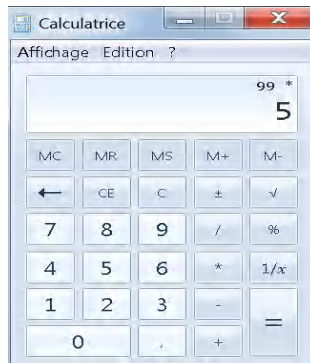 Calculatrice
Affichage Edition ?
99 *
5
MC MR MS M+ M-
← CE C ± √
7 8 9 / %
4 5 6 * 1/x
1 2 3 - =
0 , +